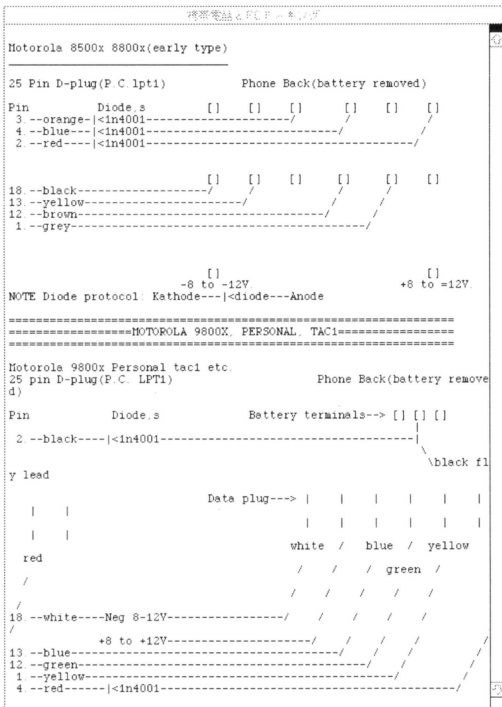 携帯電話とPCハッキング
Motorola 8500x 8800x(early type)
25 Pin D-plug(P.C.lpt1) Phone Back(battery removed)
Pin Diode,s [] [] [] [] [] []
3.--orange-|<1n4001---------------------/ / /
4.--blue---|<1n4001----------------------------/ /
2.--red----|<1n4001---------------------------------------/
[] [] [] [] [] []
18.--black-------------------/ / / /
13.--yellow-----------------------/ / /
12.--brown-----------------------------------/ /
1.--grey----------------------------------------/
[] []
-8 to -12V. +8 to =12V.
NOTE Diode protocol: Kathode---|<diode---Anode
=================================================================
==================MOTOROLA 9800X, PERSONAL, TAC1=================
=================================================================
Motorola 9800x Personal tac1 etc.
25 pin D-plug(P.C. LPT1) Phone Back(battery remove
d)
Pin Diode,s Battery terminals--> [] [] []
|
2.--black----|<1n4001-------------------------------------|
\
\black fl
y lead
Data plug---> | | | | | |
| |
| | | | | |
| |
white / blue / yellow
red
/ / / green /
/
/ / / / /
/
18.--white----Neg 8-12V-----------------/ / / / /
/
+8 to +12V---------------------/ / / / /
13.--blue---------------------------------------/ / / /
12.--green------------------------------------------/ / /
1.--yellow---------------------------------------------/ /
4.--red------|<1n4001-------------------------------------------/